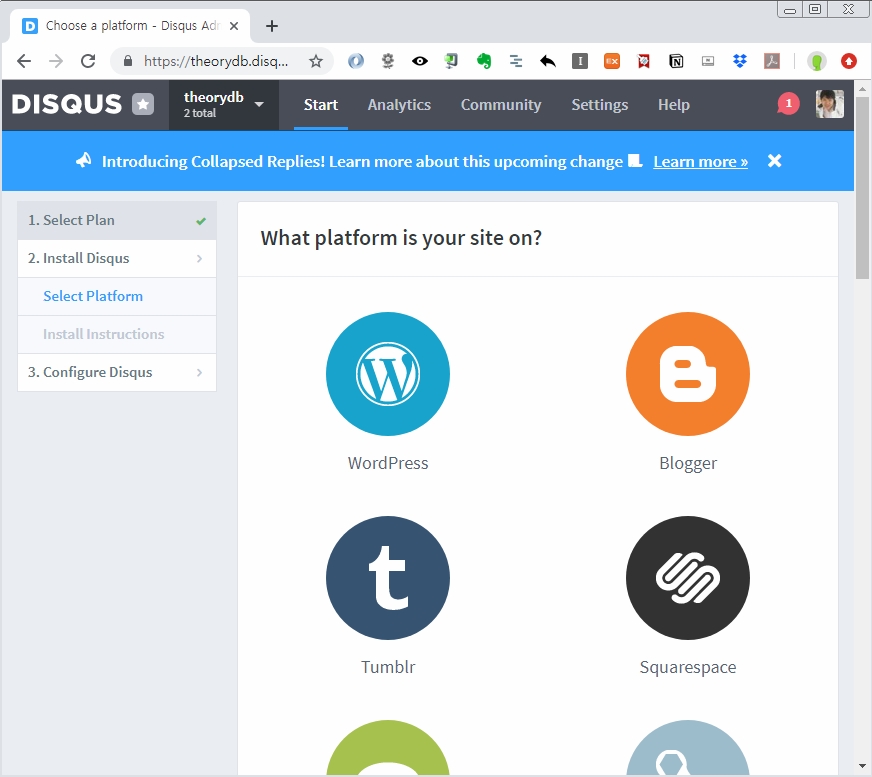 Choose a platform - Disqus Adn
https://theorydb.disq...
DISQUS
theorydb
2 total
Start
Analytics
Community
Settings
Help
1
Introducing Collapsed Replies! Learn more about this upcoming change
Learn more »
1. Select Plan
2. Install Disqus
Select Platform
Install Instructions
3. Configure Disqus
What platform is your site on?
WordPress
Blogger
Tumblr
Squarespace